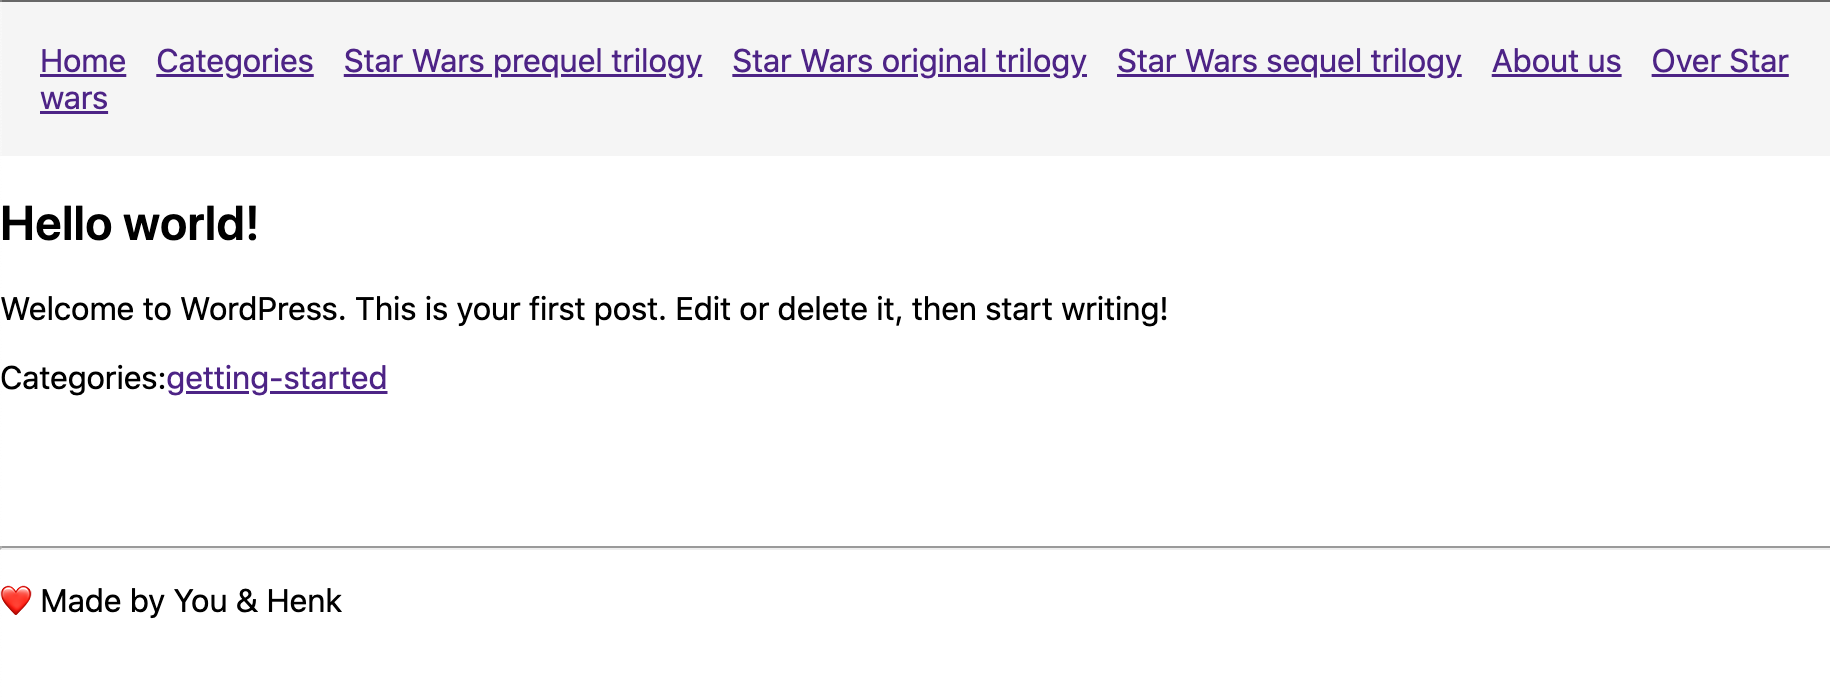 Home Categories Star Wars prequel trilogy Star Wars original trilogy Star Wars sequel trilogy About us Over Star
wars
Hello world!
Welcome to WordPress. This is your first post. Edit or delete it, then start writing!
Categories:getting-started
❤️ Made by You & Henk